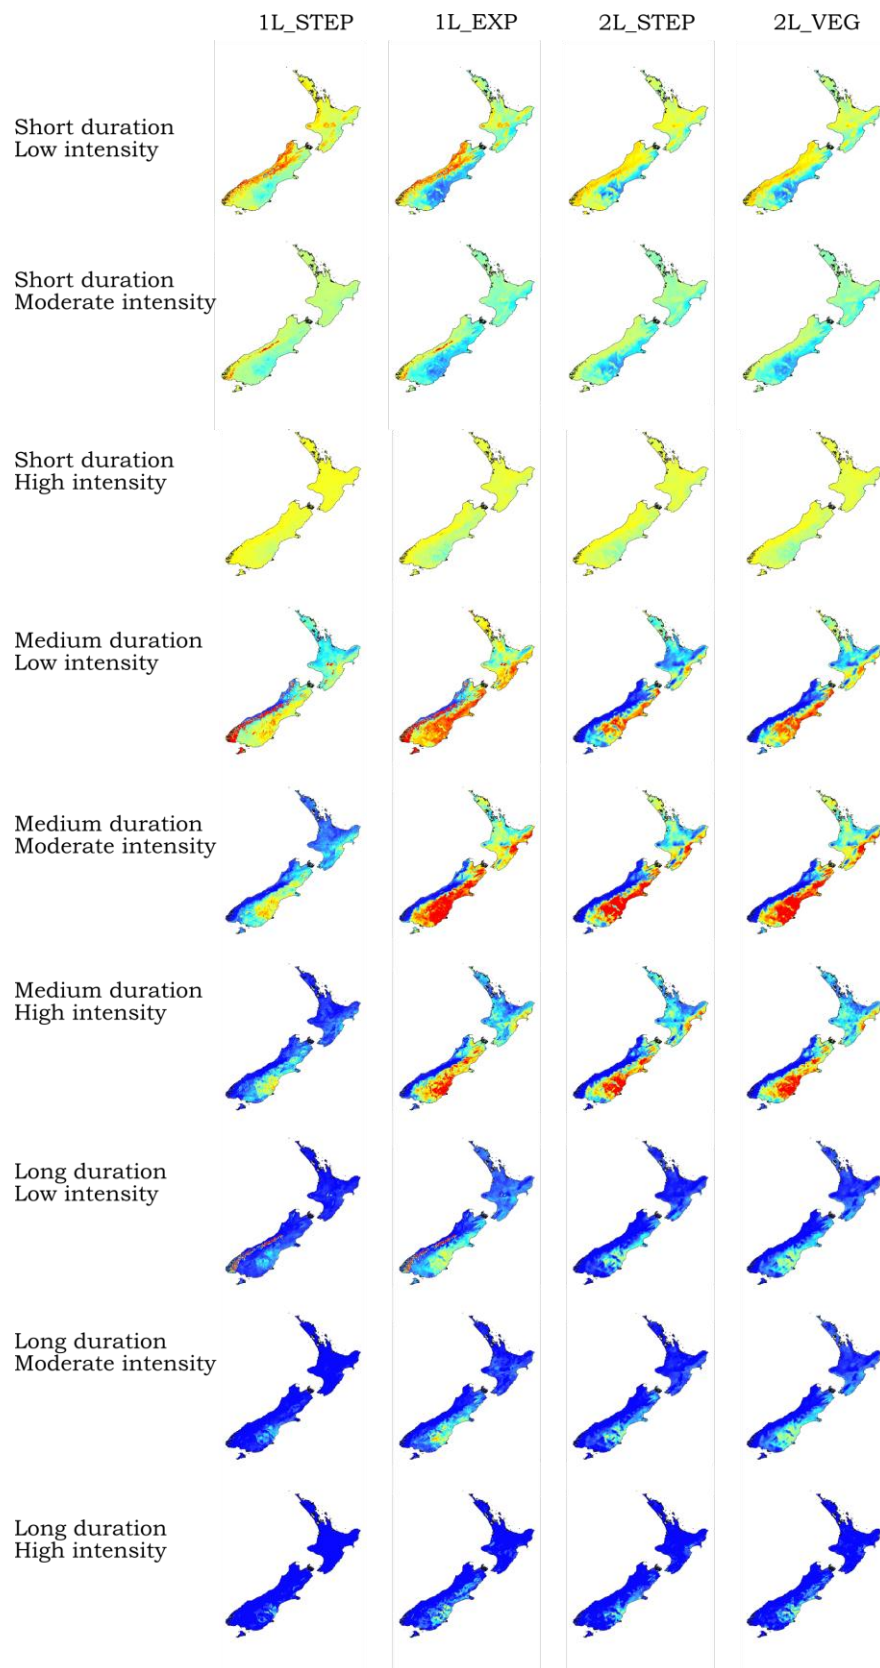 1L_STEP 1L_EXP 2L_STEP 2L_VEG
Short duration
Low intensity
Short duration
Moderate intensity
Short duration
High intensity
Medium duration
Low intensity
Medium duration
Moderate intensity
Medium duration
High intensity
Long duration
Low intensity
Long duration
Moderate intensity
Long duration
High intensity